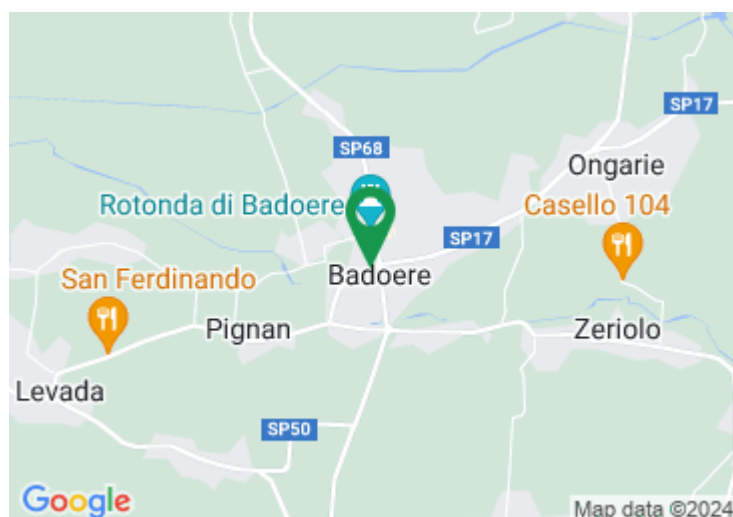 SP17
SP68
Ongarie
Rotonda di Badoere
Casello 104
SP17
Badoere
San Ferdinando
Pignan
Zeriolo
Levada
SP50
Google
Map data ©2024